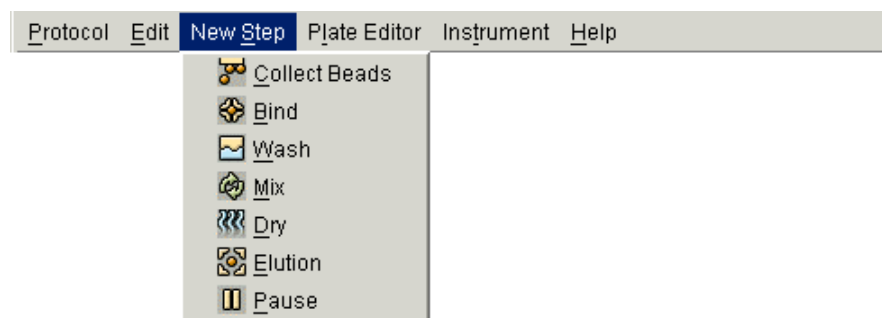 Protocol Edit New Step Plate Editor Instrument Help
Collect Beads
Bind
Wash
Mix
Dry
Elution
Pause